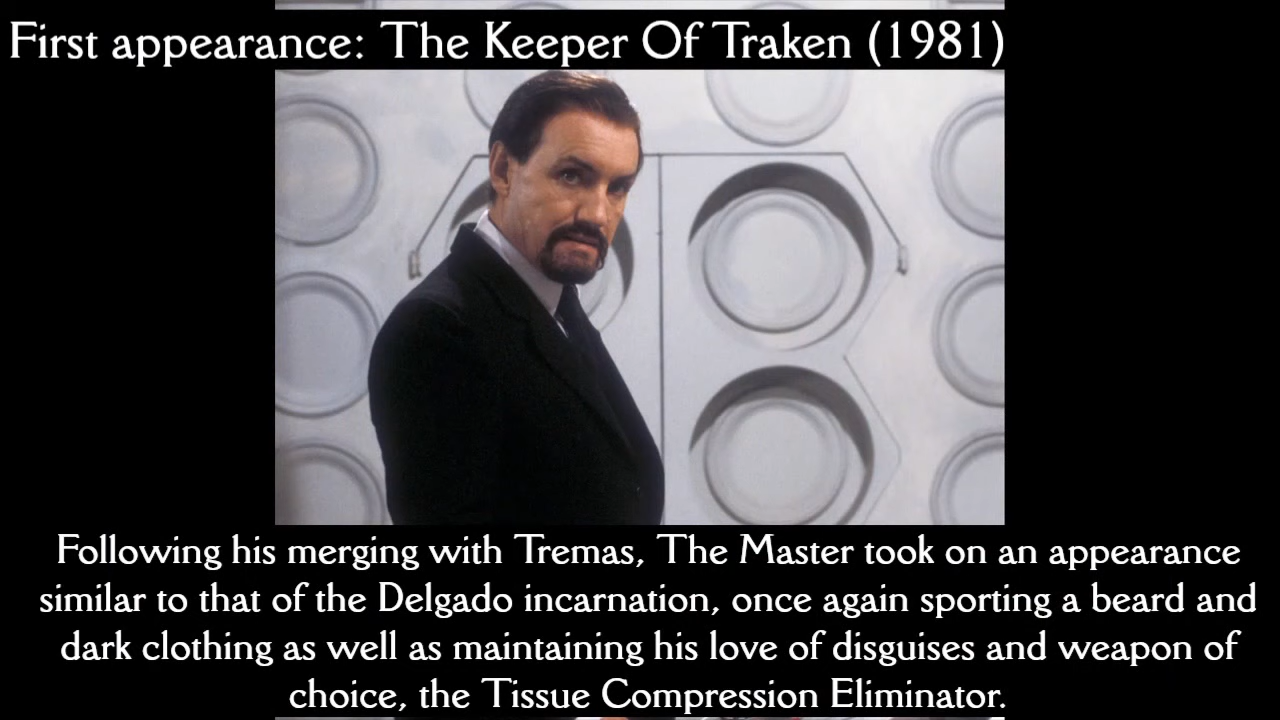 First appearance: The Keeper Of Traken (1981)
Following his merging with Tremas, The Master took on an appearance
similar to that of the Delgado incarnation, once again sporting a beard and
dark clothing as well as maintaining his love of disguises and weapon of
choice, the Tissue Compression Eliminator.